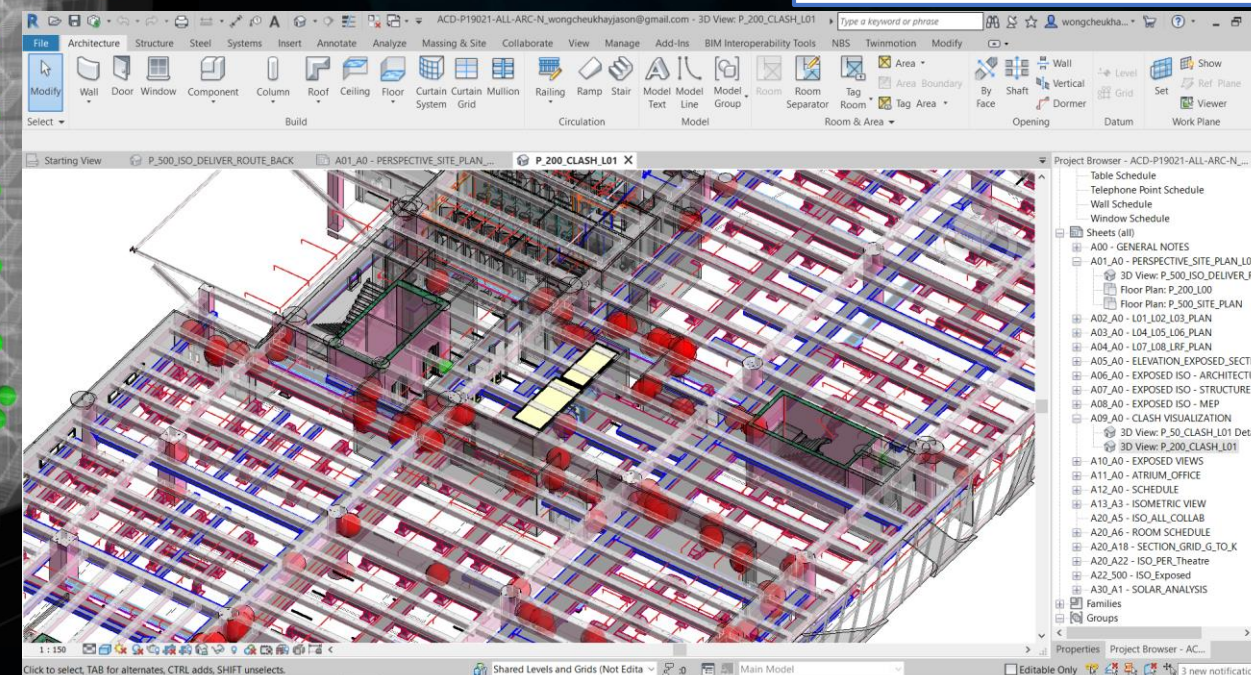 ACD-P19021-ALL-ARC-N_wongcheukhayjason@gmail.com - 3D View: P_200_CLASH_L01
Type a keyword or phrase
wongcheukha...
File Architecture Structure Steel Systems Insert Annotate Analyze Massing & Site Collaborate View Manage Add-Ins BIM Interoperability Tools NBS Twinmotion Modify
Modify
Wall
Door
Window
Component
Column
Roof
Ceiling
Floor
Curtain System
Curtain Grid
Mullion
Railing
Ramp
Stair
Model Text
Model Line
Model Group
Room
Room Separator
Tag Room
Area
Area Boundary
Tag Area
By Face
Shaft
Wall
Vertical
Dormer
Level
Grid
Set
Show
Ref Plane
Viewer
Select
Build
Circulation
Model
Room & Area
Opening
Datum
Work Plane
Starting View
P_500_ISO_DELIVER_ROUTE_BACK
A01_A0 - PERSPECTIVE_SITE_PLAN_...
P_200_CLASH_L01
Project Browser - ACD-P19021-ALL-ARC-N_...
Table Schedule
Telephone Point Schedule
Wall Schedule
Window Schedule
Sheets (all)
A00 - GENERAL NOTES
A01_A0 - PERSPECTIVE_SITE_PLAN_L0
3D View: P_500_ISO_DELIVER_
Floor Plan: P_200_L00
Floor Plan: P_500_SITE_PLAN
A02_A0 - L01_L02_L03_PLAN
A03_A0 - L04_L05_L06_PLAN
A04_A0 - L07_L08_LRF_PLAN
A05_A0 - ELEVATION_EXPOSED_SECTI
A06_A0 - EXPOSED ISO - ARCHITECTI
A07_A0 - EXPOSED ISO - STRUCTURE
A08_A0 - EXPOSED ISO - MEP
A09_A0 - CLASH VISUALIZATION
3D View: P_50_CLASH_L01 Det
3D View: P_200_CLASH_L01
A10_A0 - EXPOSED VIEWS
A11_A0 - ATRIUM_OFFICE
A12_A0 - SCHEDULE
A13_A3 - ISOMETRIC VIEW
A20_A5 - ISO_ALL_COLLAB
A20_A6 - ROOM SCHEDULE
A20_A18 - SECTION_GRID_G_TO_K
A20_A22 - ISO_PER_Theatre
A22_500 - ISO_Exposed
A30_A1 - SOLAR_ANALYSIS
Families
Groups
1 : 150
Properties
Project Browser - AC...
Click to select, TAB for alternates, CTRL adds, SHIFT unselects.
Shared Levels and Grids (Not Edita
:0
Main Model
Editable Only
3 new notificatio